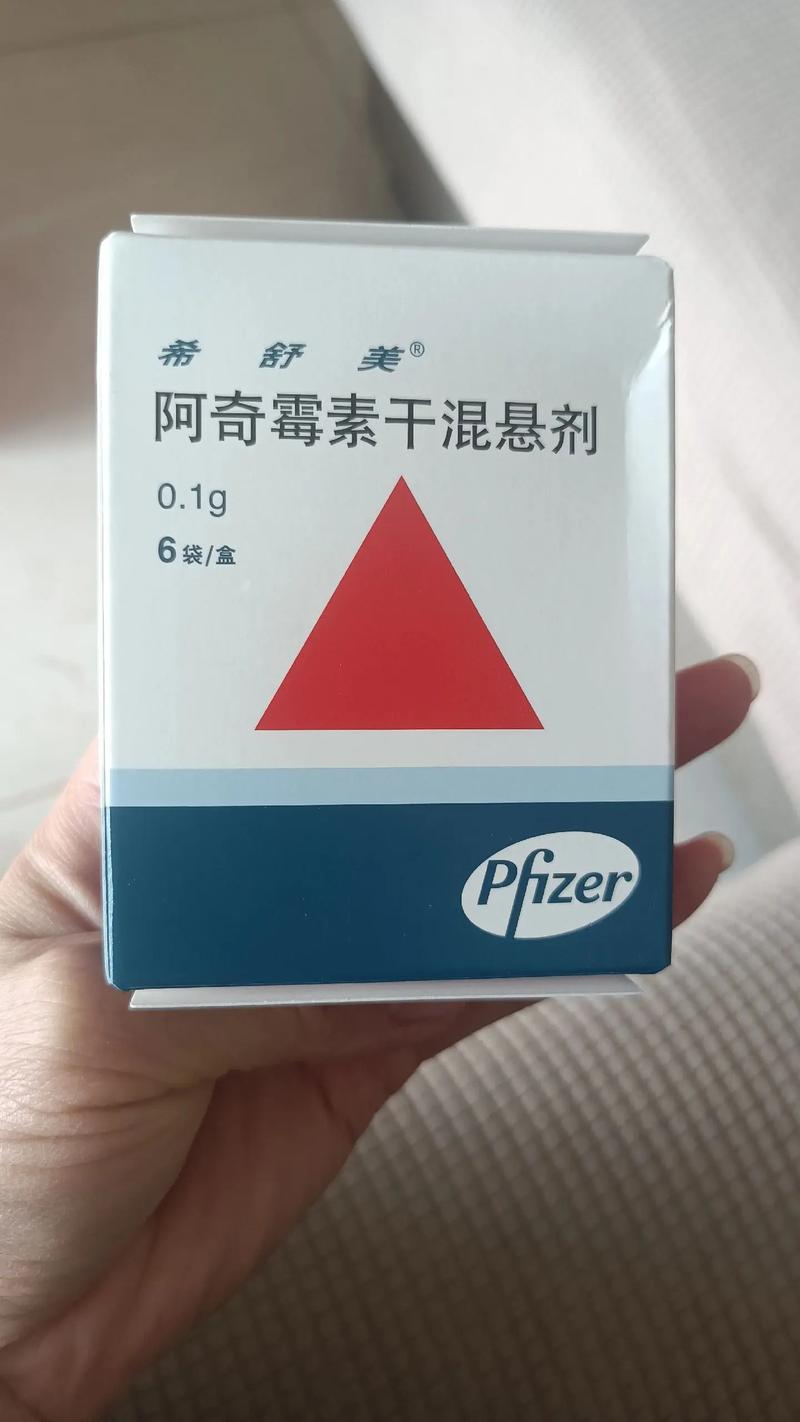 希舒美®
阿奇霉素干混悬剂
0.1g
6袋/盒
Pfizer